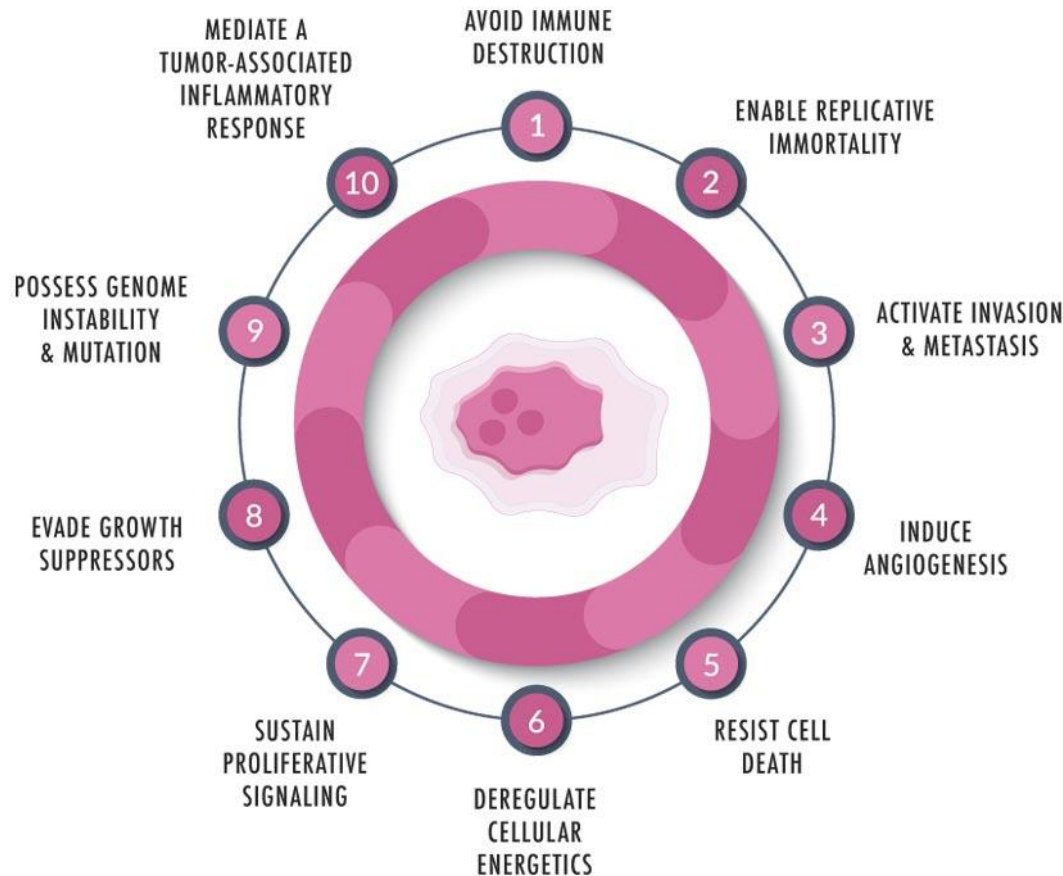 AVOID IMMUNE
DESTRUCTION
1
ENABLE REPLICATIVE
IMMORTALITY
2
ACTIVATE INVASION
& METASTASIS
3
INDUCE
ANGIOGENESIS
4
RESIST CELL
DEATH
5
DEREGULATE
CELLULAR
ENERGETICS
6
SUSTAIN
PROLIFERATIVE
SIGNALING
7
EVADE GROWTH
SUPPRESSORS
8
POSSESS GENOME
INSTABILITY
& MUTATION
9
MEDIATE A
TUMOR-ASSOCIATED
INFLAMMATORY
RESPONSE
10